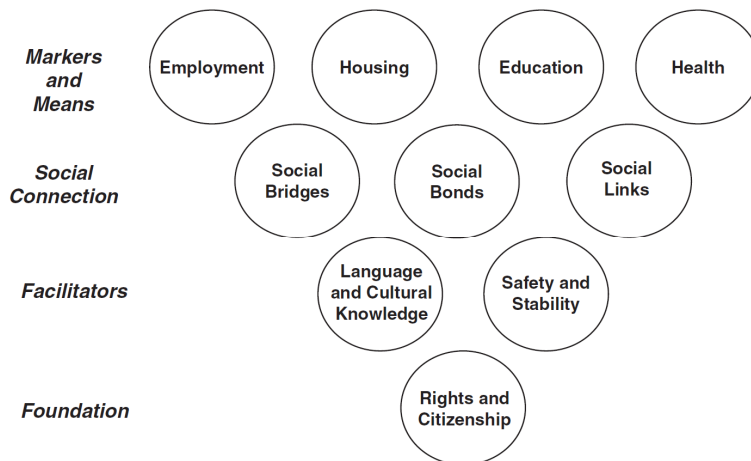 Markers
and
Means
Employment
Housing
Education
Health
Social
Connection
Social
Bridges
Social
Bonds
Social
Links
Facilitators
Language
and Cultural
Knowledge
Safety and
Stability
Foundation
Rights and
Citizenship